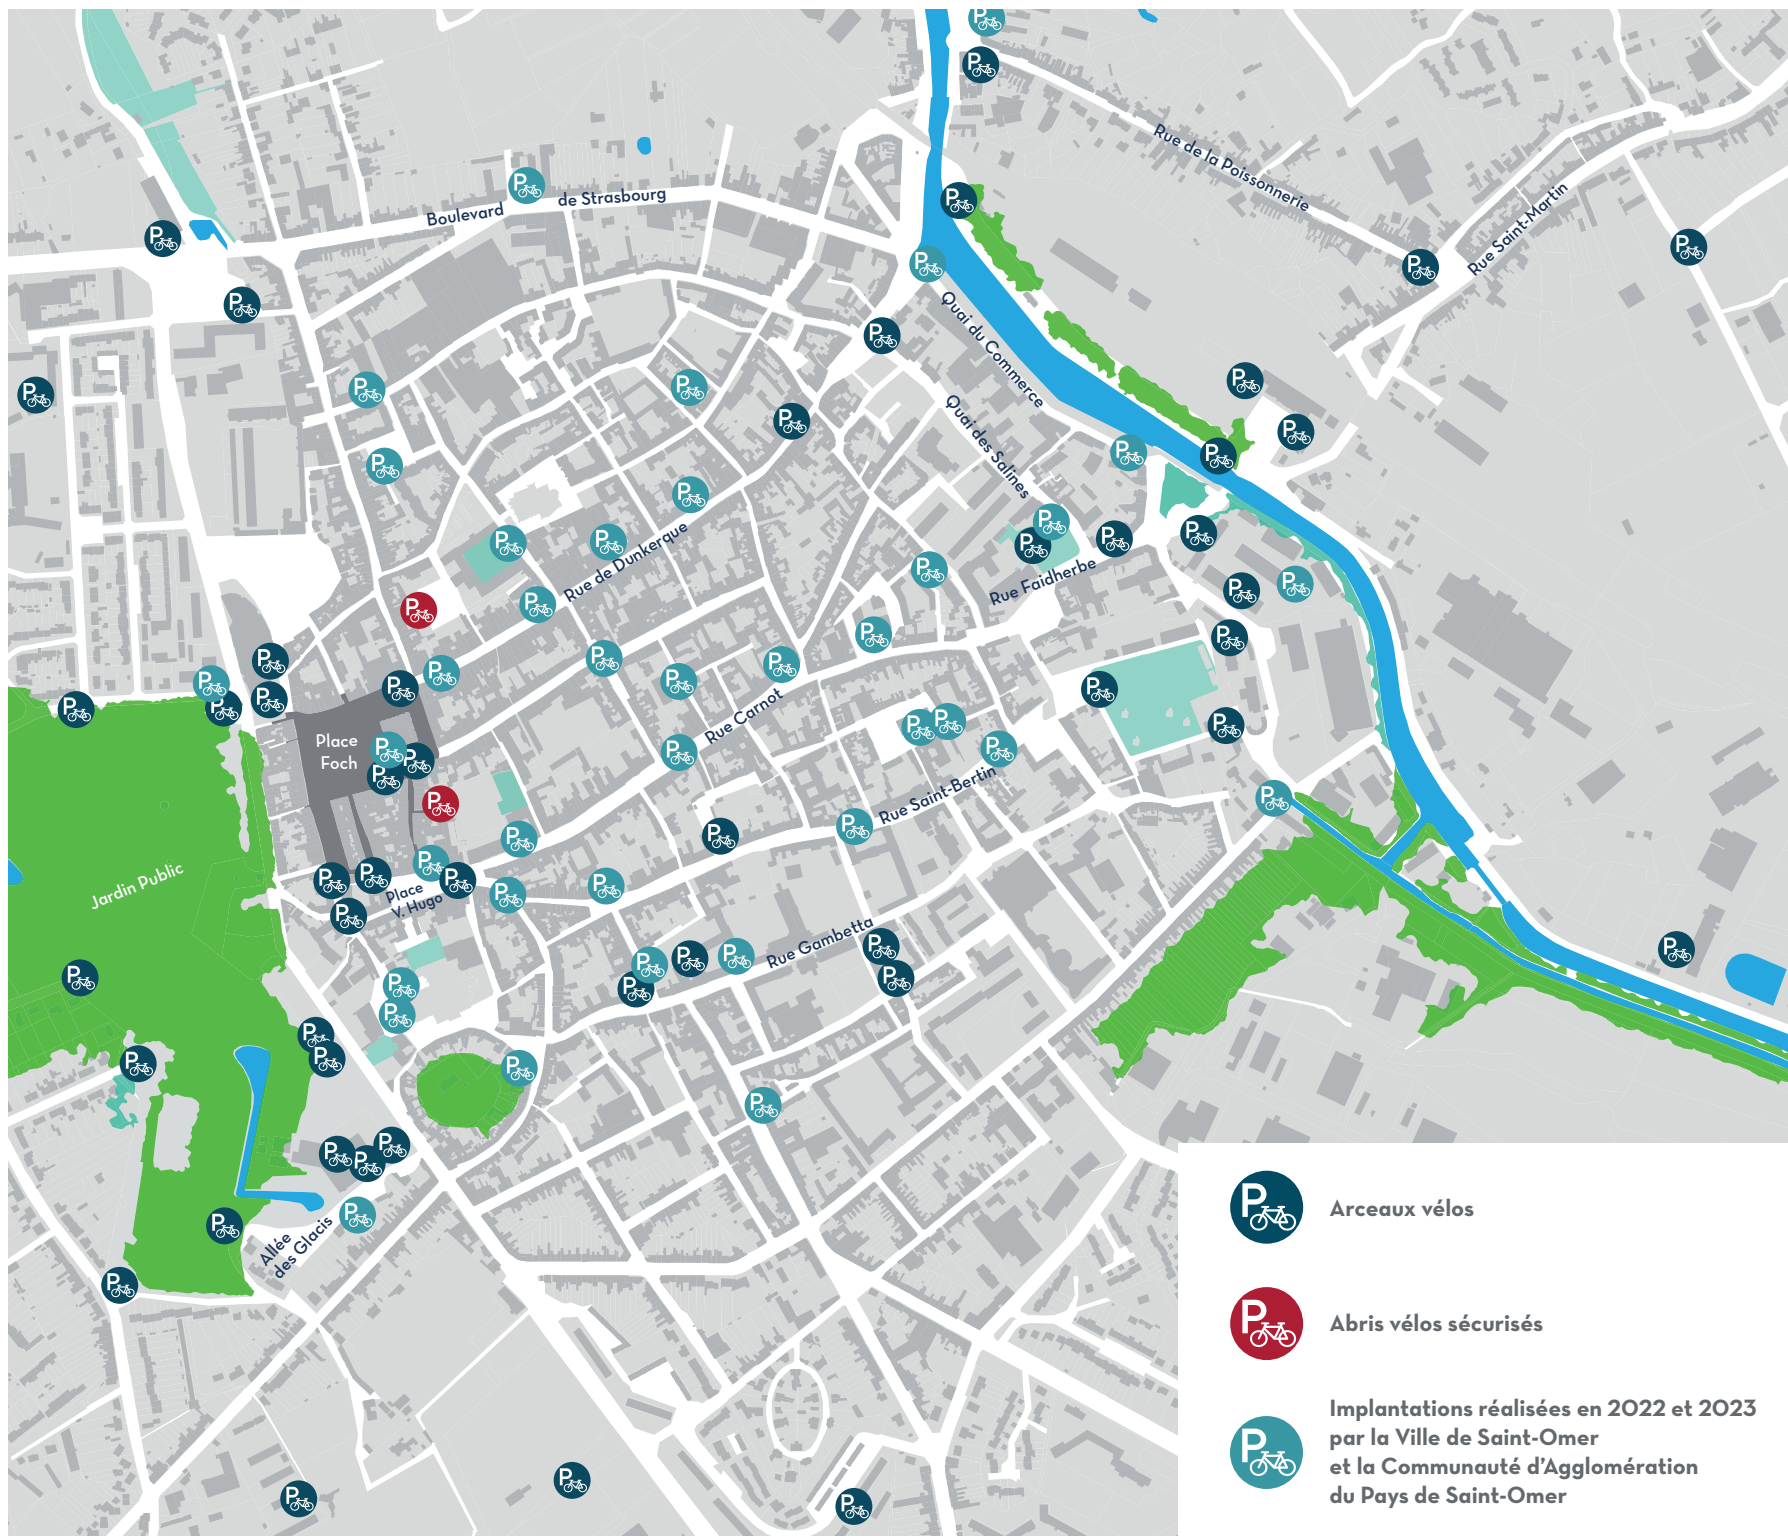 Rue de la Poissonnerie
Rue Saint-Martin
Boulevard
de Strasbourg
Quai du Commerce
Quai des Salines
Rue de Dunkerque
Rue Faidherbe
Place
Foch
Rue Carnot
Rue Saint-Bertin
Jardin Public
Place
V. Hugo
Rue Gambetta
Allée
des Glacis
P
Arceaux vélos
P
Abris vélos sécurisés
P
Implantations réalisées en 2022 et 2023
par la Ville de Saint-Omer
et la Communauté d'Agglomération
du Pays de Saint-Omer